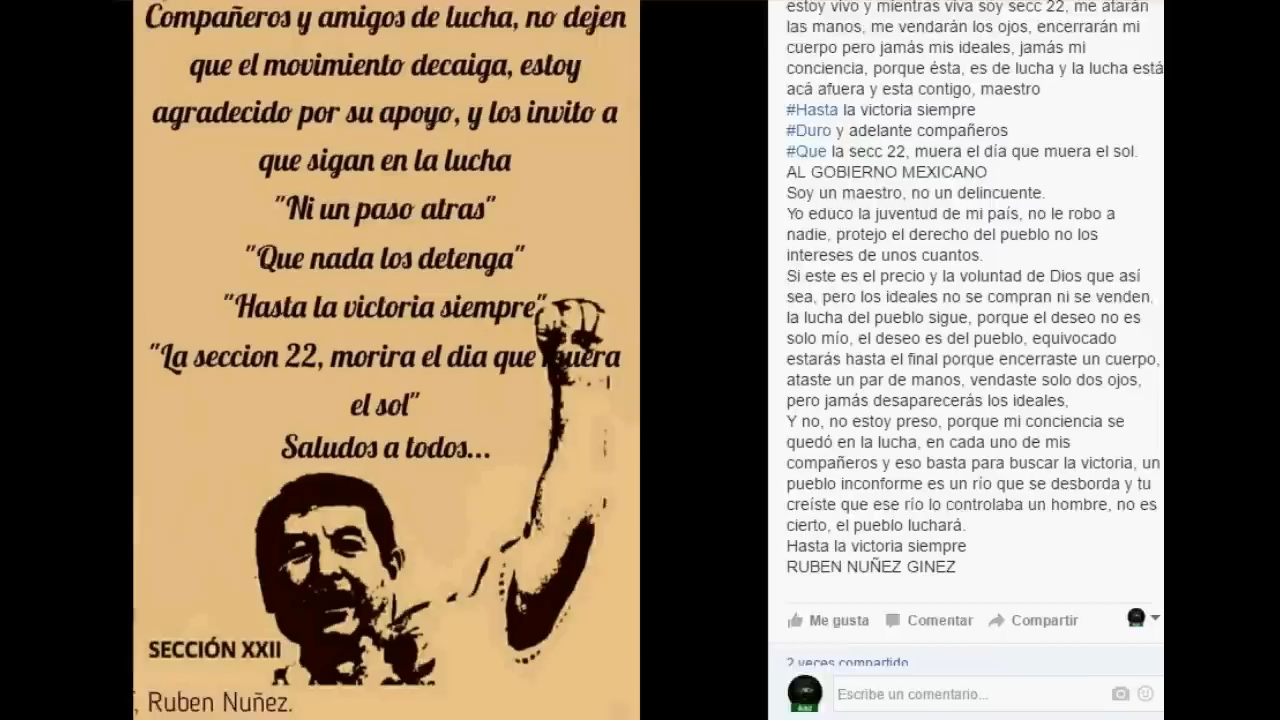 Compañeros y amigos de lucha, no dejen
que el movimiento decaiga, estoy
agradecido por su apoyo, y los invito a
que sigan en la lucha
"Ni un paso atras"
"Que nada los detenga"
"Hasta la victoria siempre"
"La seccion 22, morira el dia que muera
el sol"
Saludos a todos...
SECCIÓN XXII
, Ruben Nuñez.
estoy vivo y mientras viva soy secc 22, me atarán
las manos, me vendarán los ojos, encerrarán mi
cuerpo pero jamás mis ideales, jamás mi
conciencia, porque ésta, es de lucha y la lucha está
acá afuera y esta contigo, maestro
#Hasta la victoria siempre
#Duro y adelante compañeros
#Que la secc 22, muera el día que muera el sol.
AL GOBIERNO MEXICANO
Soy un maestro, no un delincuente.
Yo educo la juventud de mi país, no le robo a
nadie, protejo el derecho del pueblo no los
intereses de unos cuantos.
Si este es el precio y la voluntad de Dios que así
sea, pero los ideales no se compran ni se venden,
la lucha del pueblo sigue, porque el deseo no es
solo mío, el deseo es del pueblo, equivocado
estarás hasta el final porque encerraste un cuerpo,
ataste un par de manos, vendaste solo dos ojos,
pero jamás desaparecerás los ideales,
Y no, no estoy preso, porque mi conciencia se
quedó en la lucha, en cada uno de mis
compañeros y eso basta para buscar la victoria, un
pueblo inconforme es un río que se desborda y tu
creíste que ese río lo controlaba un hombre, no es
cierto, el pueblo luchará.
Hasta la victoria siempre
RUBEN NUÑEZ GINEZ
Me gusta Comentar Compartir
2 veces compartido
Escribe un comentario...